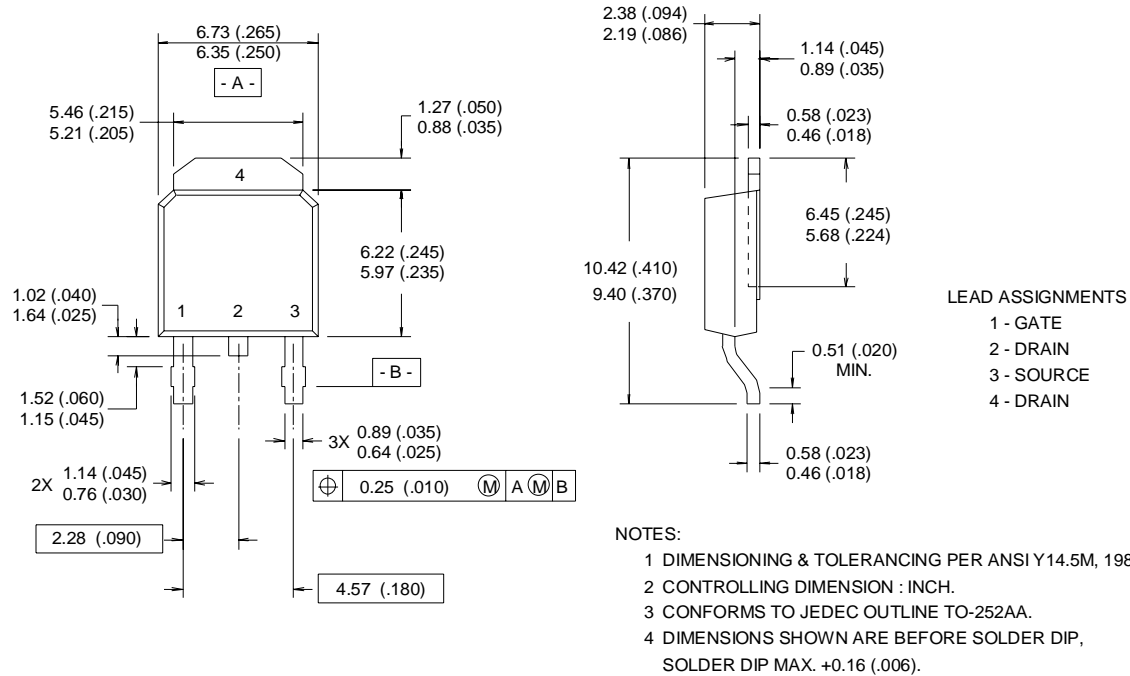 6.73 (.265)
6.35 (.250)
- A -
5.46 (.215)
5.21 (.205)
1.27 (.050)
0.88 (.035)
4
6.22 (.245)
5.97 (.235)
1.02 (.040)
1.64 (.025)
1 2 3
- B -
1.52 (.060)
1.15 (.045)
3X 0.89 (.035)
0.64 (.025)
2X 1.14 (.045)
0.76 (.030)
⌖ 0.25 (.010) Ⓜ A Ⓜ B
2.28 (.090)
4.57 (.180)
2.38 (.094)
2.19 (.086)
1.14 (.045)
0.89 (.035)
0.58 (.023)
0.46 (.018)
6.45 (.245)
5.68 (.224)
10.42 (.410)
9.40 (.370)
0.51 (.020)
MIN.
0.58 (.023)
0.46 (.018)
LEAD ASSIGNMENTS
1 - GATE
2 - DRAIN
3 - SOURCE
4 - DRAIN
NOTES:
1 DIMENSIONING & TOLERANCING PER ANSI Y14.5M, 198
2 CONTROLLING DIMENSION : INCH.
3 CONFORMS TO JEDEC OUTLINE TO-252AA.
4 DIMENSIONS SHOWN ARE BEFORE SOLDER DIP,
SOLDER DIP MAX. +0.16 (.006).